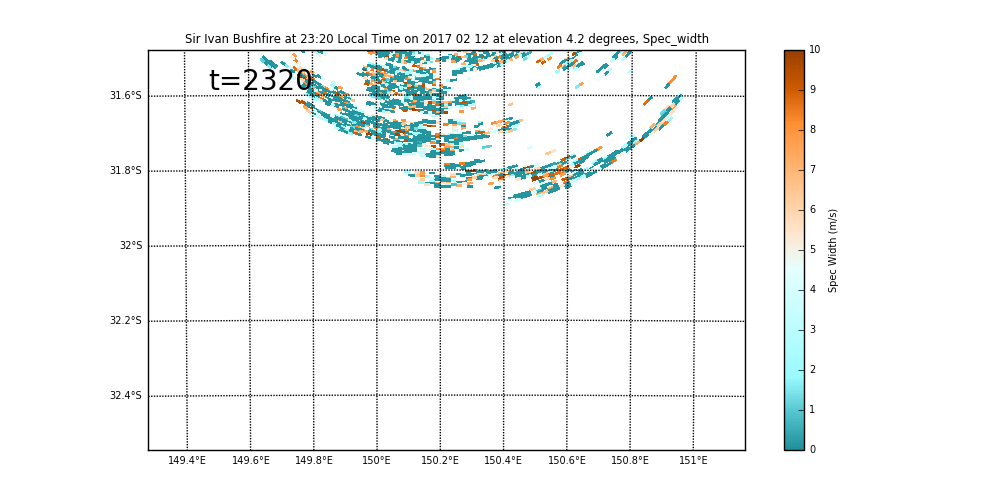 Sir Ivan Bushfire at 23:20 Local Time on 2017 02 12 at elevation 4.2 degrees, Spec_width
t=2320
31.6°S
31.8°S
32°S
32.2°S
32.4°S
149.4°E 149.6°E 149.8°E 150°E 150.2°E 150.4°E 150.6°E 150.8°E 151°E
10
9
8
7
6
5
4
3
2
1
0
Spec Width (m/s)